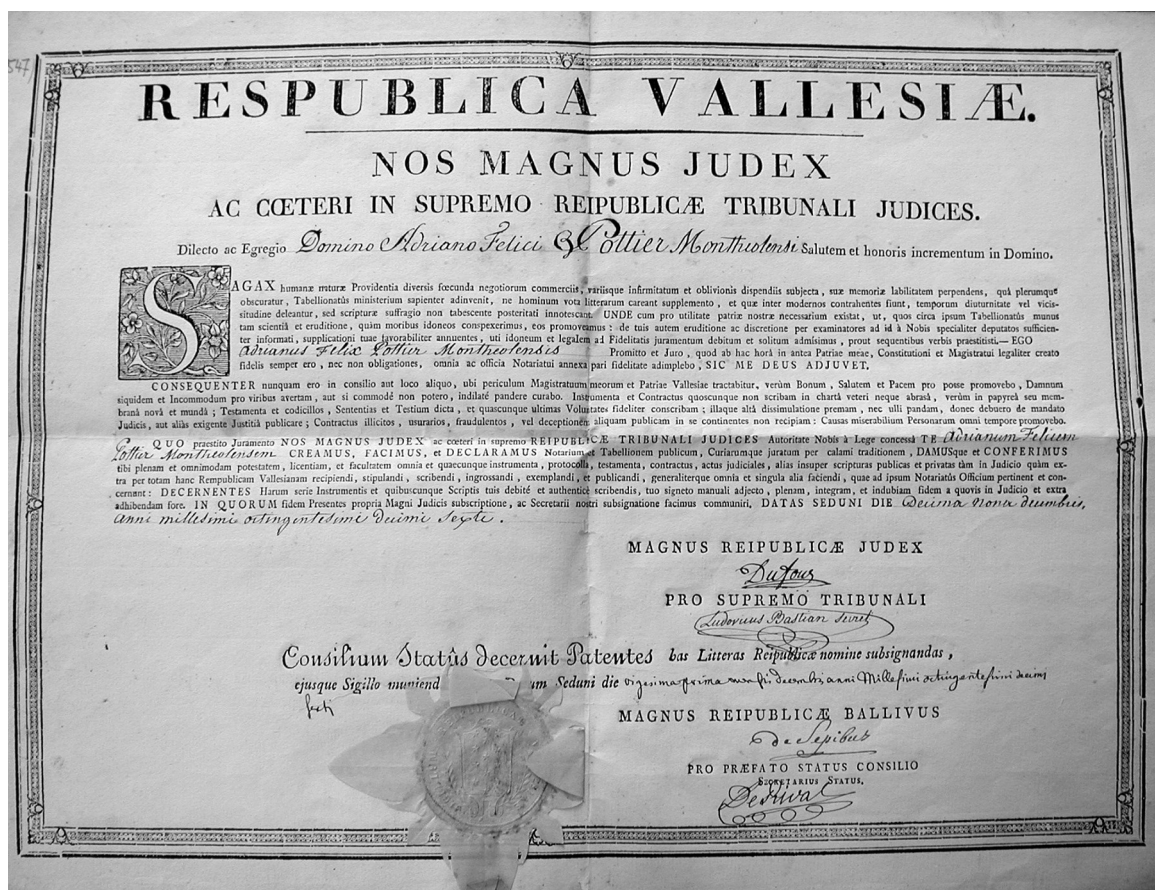 547
RESPUBLICA VALLESIÆ.
NOS MAGNUS JUDEX
AC CŒTERI IN SUPREMO REIPUBLICÆ TRIBUNALI JUDICES.
Dilecto ac Egregio Domino Adriano Felici Pottier Montheolensi Salutem et honoris incrementum in Domino.
SAGAX humanæ naturæ Providentia diversis fœcunda negotiorum commerciis, variisque infirmitatum et oblivionis dispendiis subjecta, suæ memoriæ labilitatem perpendens, quâ plerumque
obscuratur, Tabellionatûs ministerium sapienter adinvenit, ne hominum vota litterarum careant supplemento, et quæ inter modernos contrahentes fiunt, temporum diuturnitate vel vicis-
situdine deleantur, sed scripturæ suffragio non tabescente posteritati innotescant. UNDE cum pro utilitate patriæ nostræ necessarium existat, ut, quos circa ipsum Tabellionatûs munus
tam scientiâ et eruditione, quàm moribus idoneos conspexerimus, eos promoveamus : de tuis autem eruditione ac discretione per examinatores ad id à Nobis specialiter deputatos sufficien-
ter informati, supplicationi tuae favorabiliter annuentes, uti idoneum et legalem ad Fidelitatis juramentum debitum et solitum admisimus, prout sequentibus verbis praestitisti.— EGO
Adrianus Felix Pottier Montheolensis Promitto et Juro, quod ab hac horâ in antea Patriae meae, Constitutioni et Magistratui legaliter creato
fidelis semper ero, nec non obligationes, omnia ac officia Notariatui annexa pari fidelitate adimplebo, SIC ME DEUS ADJUVET.
CONSEQUENTER nunquam ero in consilio aut loco aliquo, ubi periculum Magistratuum meorum et Patriae Vallesiae tractabitur, verùm Bonum, Salutem et Pacem pro posse promovebo, Damnum
siquidem et Incommodum pro viribus avertam, aut si commodè non potero, indilatè pandere curabo. Instrumenta et Contractus quoscunque non scribam in chartâ veteri neque abrasâ, verùm in papyreâ seu mem-
branâ novâ et mundâ ; Testamenta et codicillos, Sententias et Testium dicta, et quascunque ultimas Voluntates fideliter conscribam ; illaque altâ dissimulatione premam, nec ulli pandam, donec debuero de mandato
Judicis, aut aliàs exigente Justitiâ publicare ; Contractus illicitos, usurarios, fraudulentos, vel deceptionem aliquam publicam in se continentes non recipiam : Causas miserabilium Personarum omni tempore promovebo.
QUO praestito Juramento NOS MAGNUS JUDEX ac cœteri in supremo REIPUBLICÆ TRIBUNALI JUDICES Autoritate Nobis à Lege concessâ TE Adrianum Felicem
Pottier Montheolensem CREAMUS, FACIMUS, et DECLARAMUS Notarium et Tabellionem publicum, Curiarumque juratum per calami traditionem, DAMUSque et CONFERIMUS
tibi plenam et omnimodam potestatem, licentiam, et facultatem omnia et quaecunque instrumenta, protocolla, testamenta, contractus, actus judiciales, alias insuper scripturas publicas et privatas tàm in Judicio quàm ex-
tra per totam hanc Rempublicam Vallesianam recipiendi, stipulandi, scribendi, ingrossandi, exemplandi, et publicandi, generaliterque omnia et singula alia faciendi, quae ad ipsum Notariatûs Officium pertinent et con-
cernunt : DECERNENTES Harum serie Instrumentis et quibuscunque Scriptis tuis debitè et authenticè scribendis, tuo signeto manuali adjecto, plenam, integram, et indubiam fidem a quovis in Judicio et extra
adhibendam fore. IN QUORUM fidem Presentes propria Magni Judicis subscriptione, ac Secretarii nostri subsignatione facimus communiri, DATAS SEDUNI DIE Decima nona decembris,
anni millesimi octingentesimi decimi sexti.
MAGNUS REIPUBLICÆ JUDEX
Dufour
PRO SUPREMO TRIBUNALI
Ludovicus Bastian Secret
Consilium Statûs decernit Patentes has Litteras Reipublicæ nomine subsignandas,
ejusque Sigillo muniend um Seduni die vigesima prima mensis decembris anni Millesimi octingentesimi decimi
sexti
MAGNUS REIPUBLICÆ BALLIVUS
de Sepibus
PRO PRÆFATO STATUS CONSILIO
SECRETARIUS STATUS.
De Rivaz